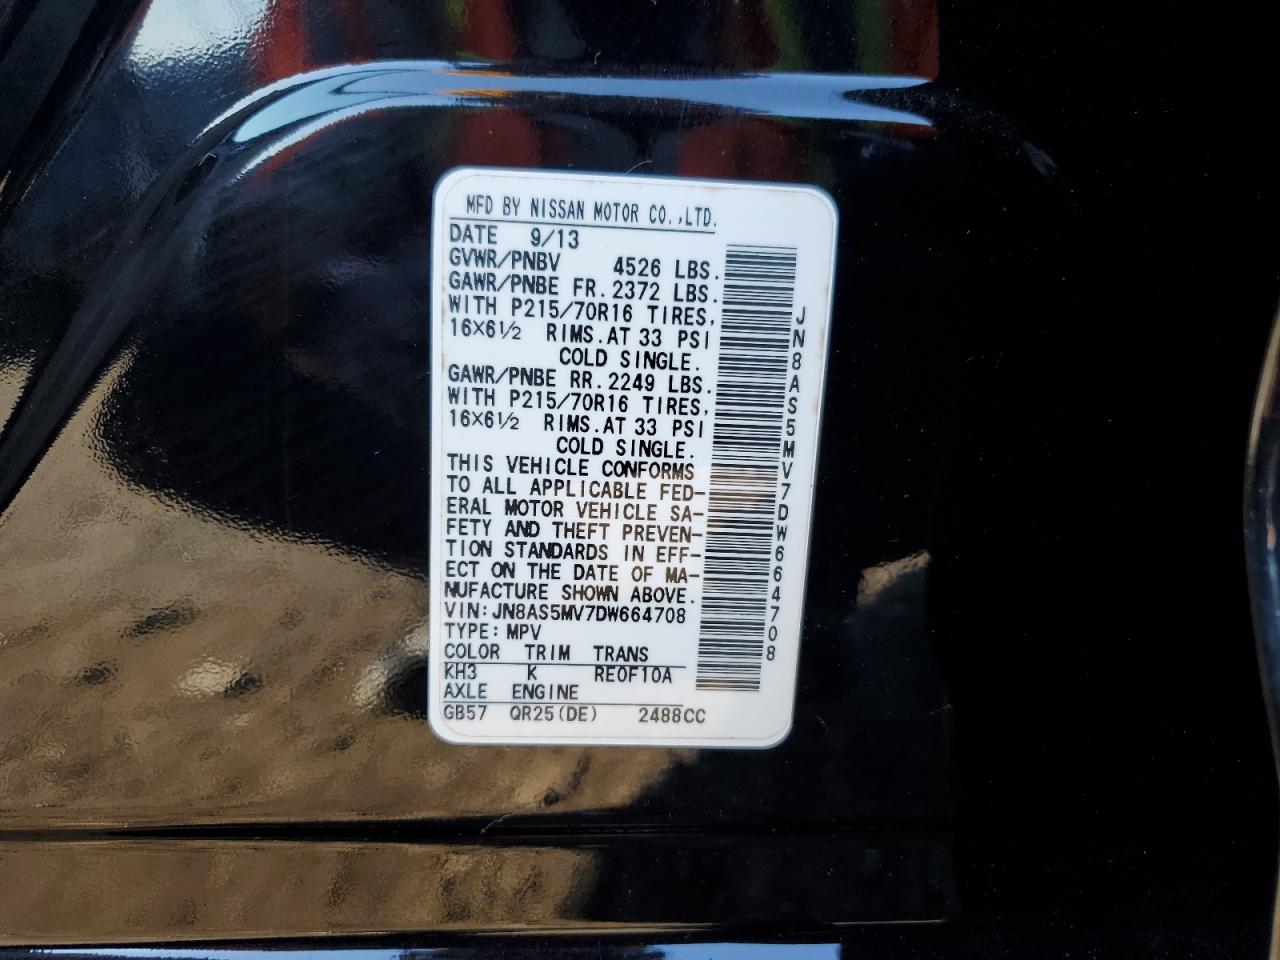 MFD BY NISSAN MOTOR CO.,LTD.
DATE 9/13
GVWR/PNBV 4526 LBS.
GAWR/PNBE FR. 2372 LBS.
WITH P215/70R16 TIRES,
16×6½ RIMS. AT 33 PSI
COLD SINGLE.
GAWR/PNBE RR. 2249 LBS.
WITH P215/70R16 TIRES,
16×6½ RIMS. AT 33 PSI
COLD SINGLE.
THIS VEHICLE CONFORMS
TO ALL APPLICABLE FED-
ERAL MOTOR VEHICLE SA-
FETY AND THEFT PREVEN-
TION STANDARDS IN EFF-
ECT ON THE DATE OF MA-
NUFACTURE SHOWN ABOVE.
VIN: JN8AS5MV7DW664708
TYPE: MPV
COLOR TRIM TRANS
KH3 K RE0F10A
AXLE ENGINE
GB57 QR25(DE) 2488CC
JN8AS5MV7DW664708